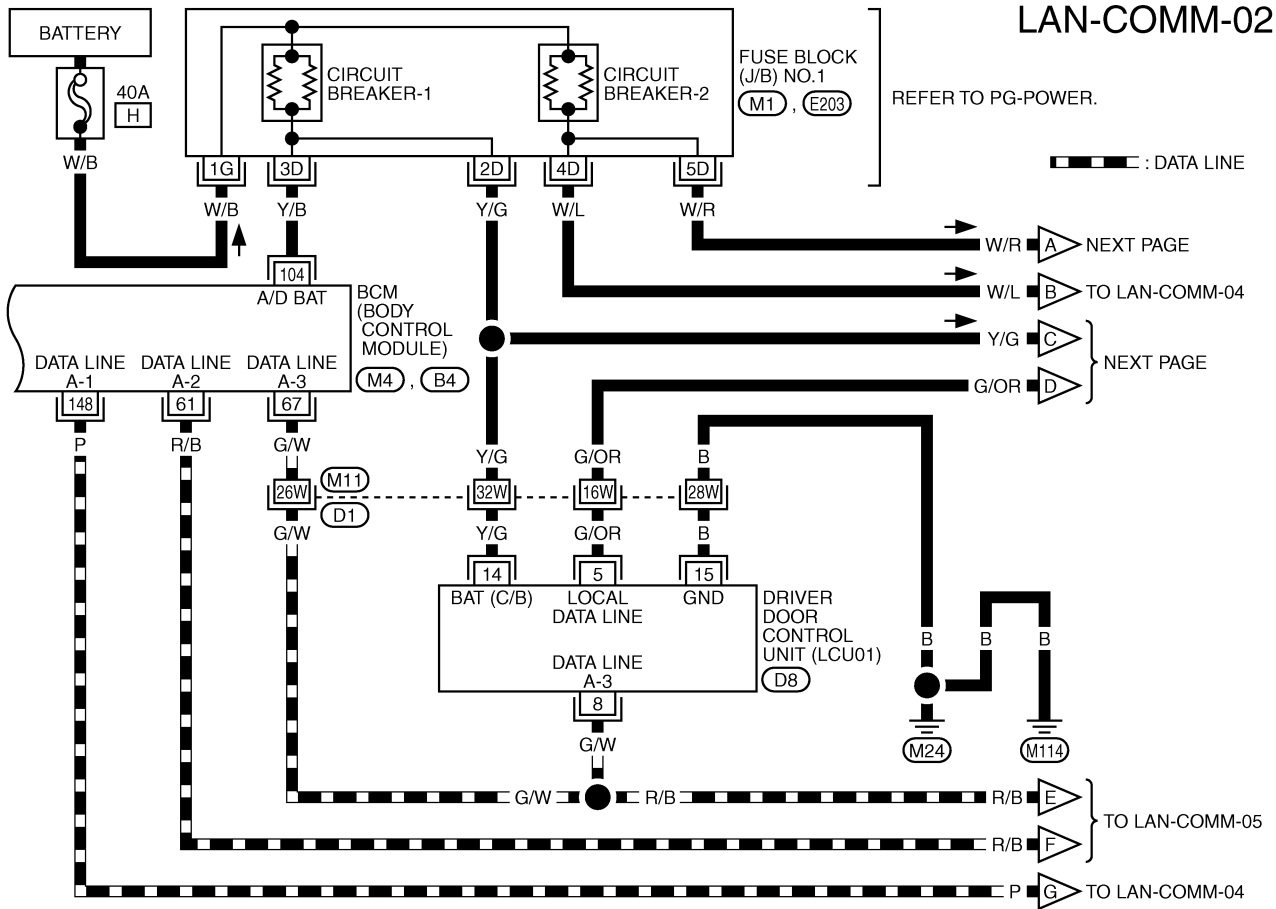 LAN-COMM-02
BATTERY
40A
H
W/B
CIRCUIT
BREAKER-1
CIRCUIT
BREAKER-2
FUSE BLOCK
(J/B) NO.1
M1 , E203
REFER TO PG-POWER.
: DATA LINE
1G 3D 2D 4D 5D
W/B Y/B Y/G W/L W/R
W/R A NEXT PAGE
W/L B TO LAN-COMM-04
Y/G C
NEXT PAGE
G/OR D
104
A/D BAT
BCM
(BODY
CONTROL
MODULE)
M4 , B4
DATA LINE
A-1
DATA LINE
A-2
DATA LINE
A-3
148 61 67
P R/B G/W
Y/G G/OR B
26W M11 32W 16W 28W
D1
G/W Y/G G/OR B
14 5 15
BAT (C/B)
LOCAL
DATA LINE
GND
DRIVER
DOOR
CONTROL
UNIT (LCU01)
D8
DATA LINE
A-3
8
G/W
B B B
M24 M114
G/W R/B R/B E
TO LAN-COMM-05
R/B F
P G TO LAN-COMM-04